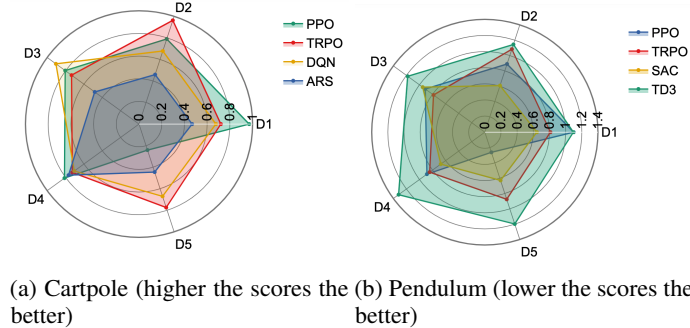 D2
D3
D1
D4
D5
0
0.2
0.4
0.6
0.8
1
PPO
TRPO
DQN
ARS
D2
D3
D1
D4
D5
0
0.2
0.4
0.6
0.8
1
1.2
1.4
PPO
TRPO
SAC
TD3
(a) Cartpole (higher the scores the
better)
(b) Pendulum (lower the scores the
better)